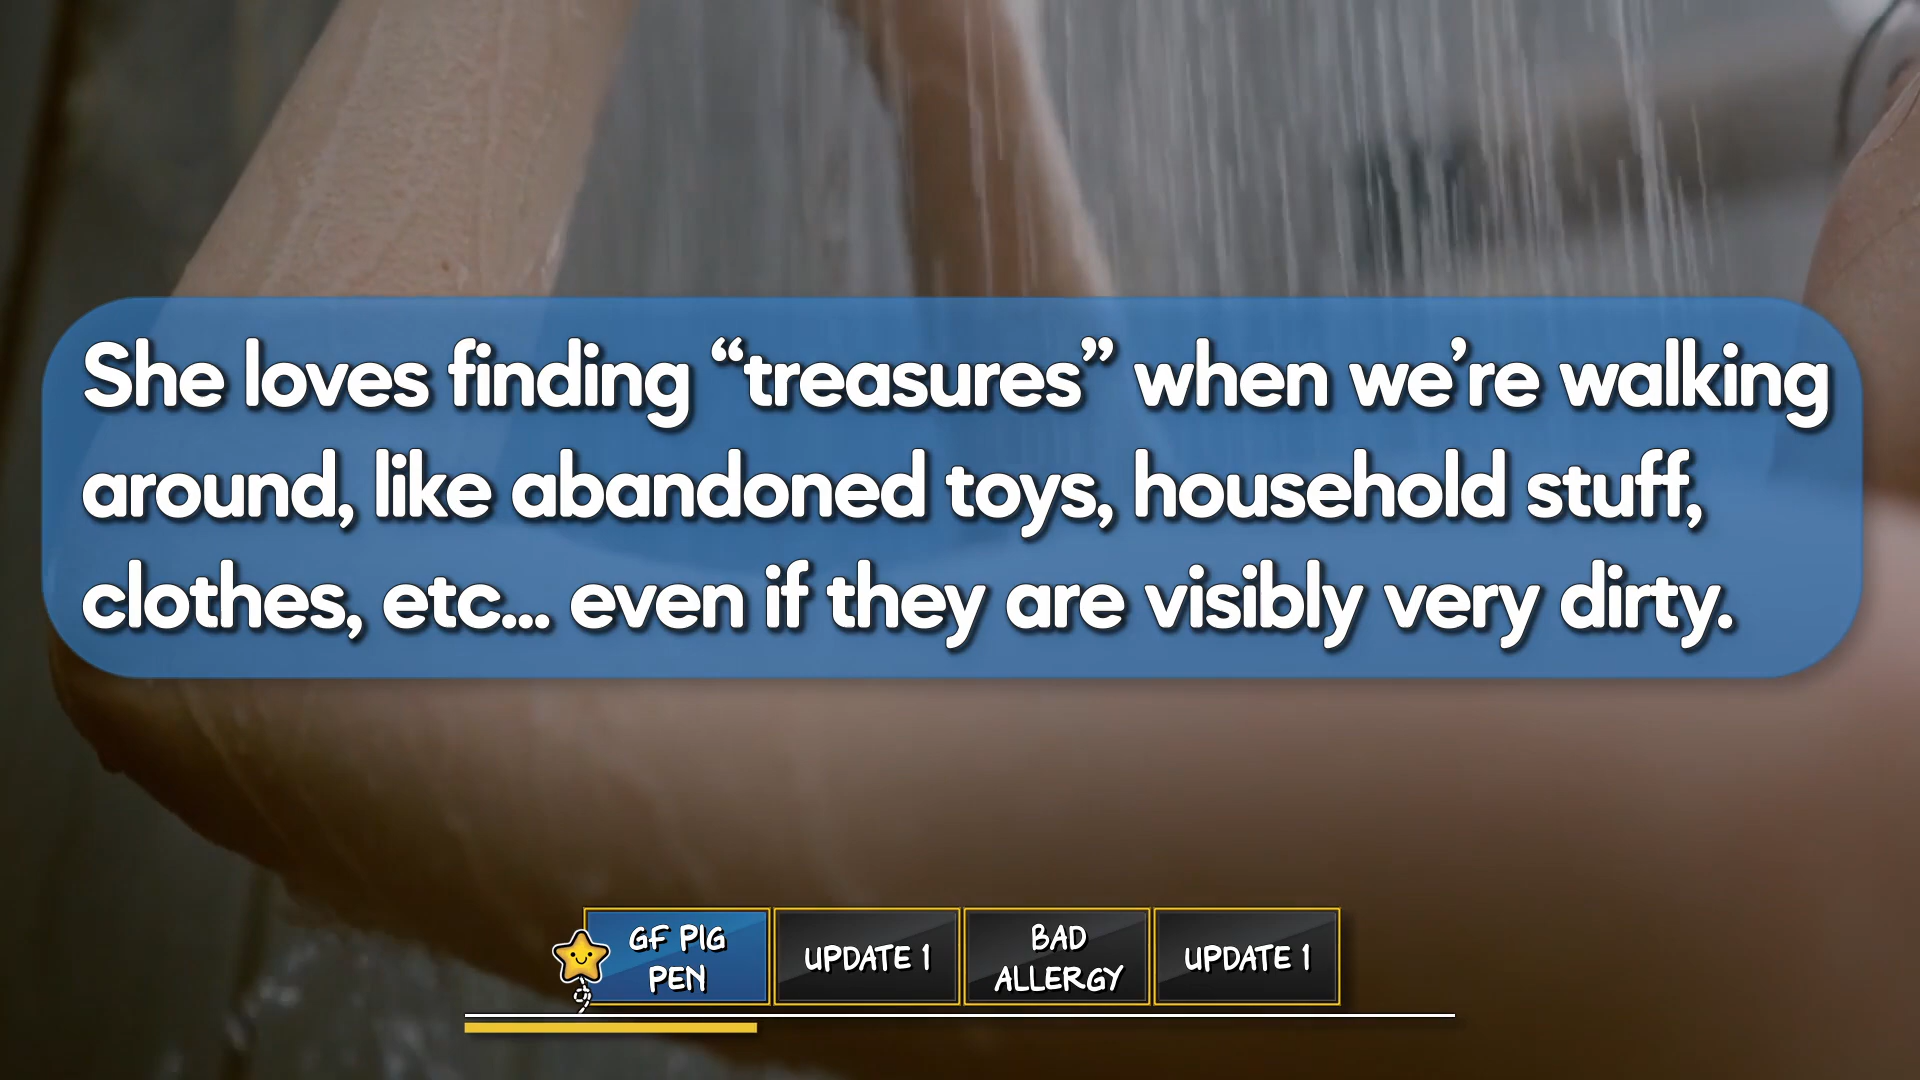 She loves finding “treasures” when we’re walking
around, like abandoned toys, household stuff,
clothes, etc... even if they are visibly very dirty.
GF PIG
PEN
UPDATE 1
BAD
ALLERGY
UPDATE 1